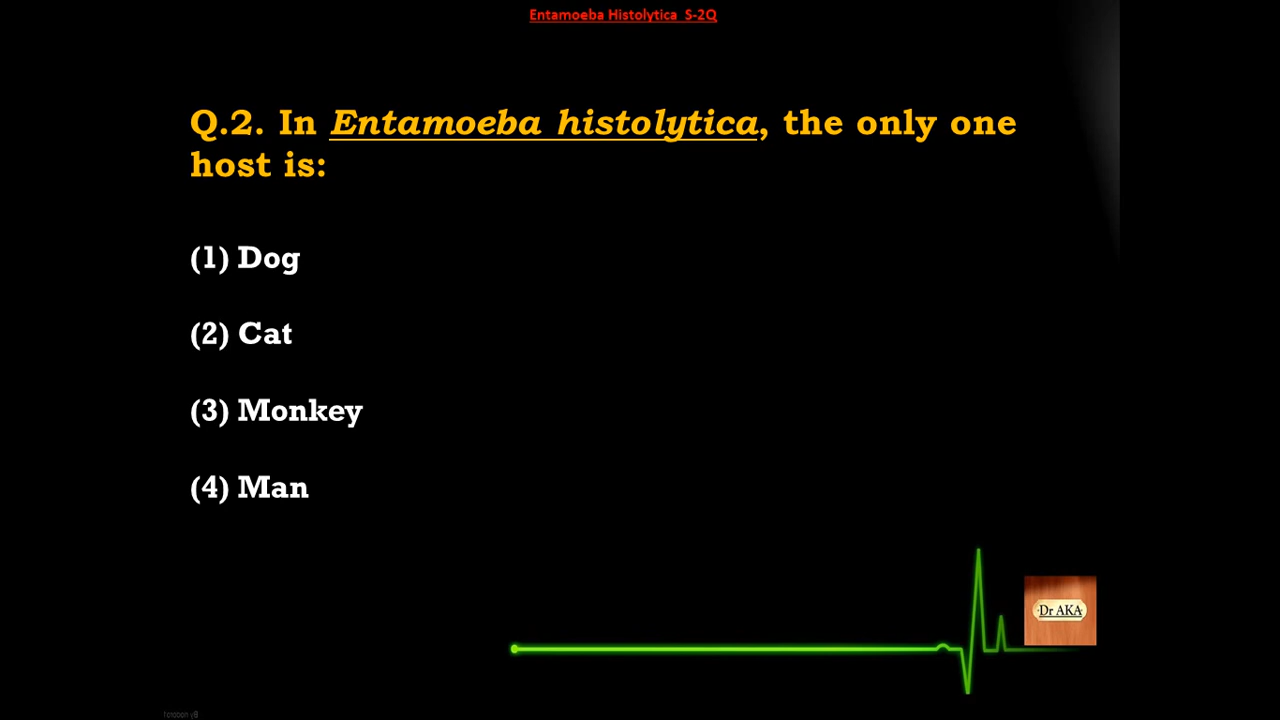 Entamoeba Histolytica S-2Q
Q.2. In Entamoeba histolytica, the only one
host is:
(1) Dog
(2) Cat
(3) Monkey
(4) Man
Dr AKA